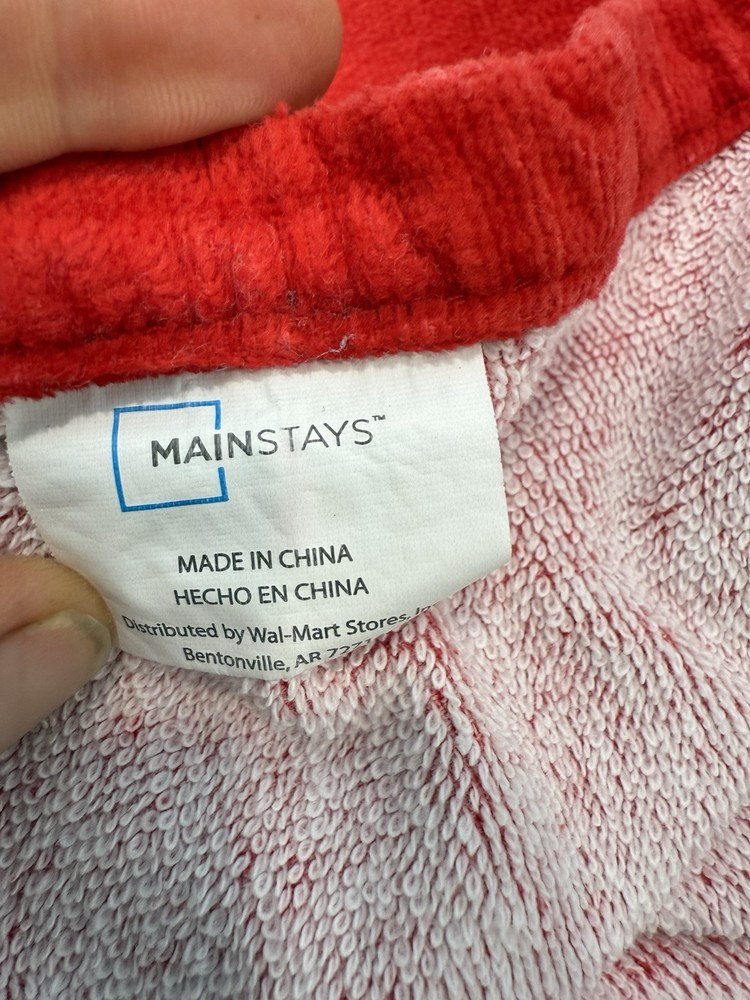 MAINSTAYS™
MADE IN CHINA
HECHO EN CHINA
Distributed by Wal-Mart Stores,
Bentonville, AR